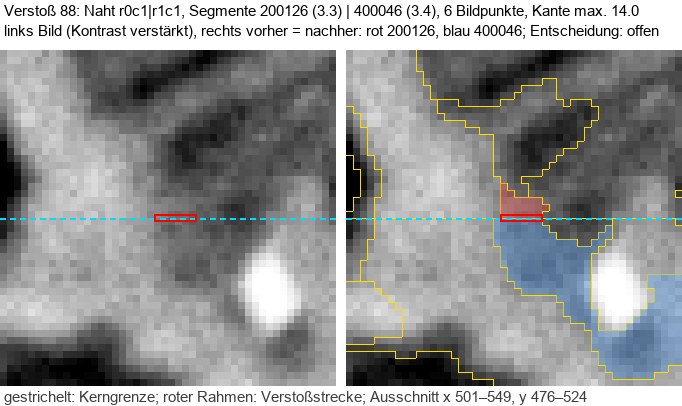 Verstoß 88: Naht r0c1|r1c1, Segmente 200126 (3.3) | 400046 (3.4), 6 Bildpunkte, Kante max. 14.0
links Bild (Kontrast verstärkt), rechts vorher = nachher: rot 200126, blau 400046; Entscheidung: offen
gestrichelt: Kerngrenze; roter Rahmen: Verstoßstrecke; Ausschnitt x 501–549, y 476–524